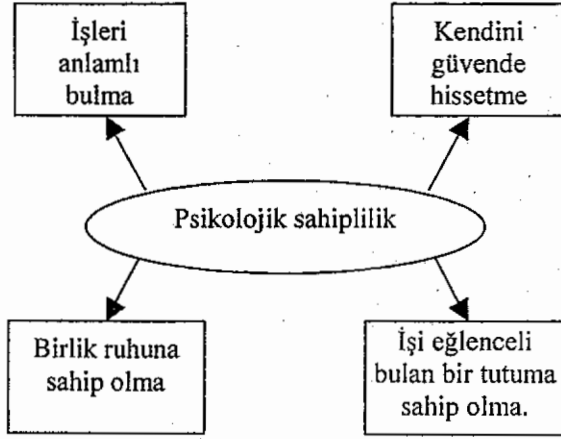 İşleri
anlamlı
bulma
Kendini
güvende
hissetme
Psikolojik sahiplilik
Birlik ruhuna
sahip olma
İşi eğlenceli
bulan bir tutuma
sahip olma.